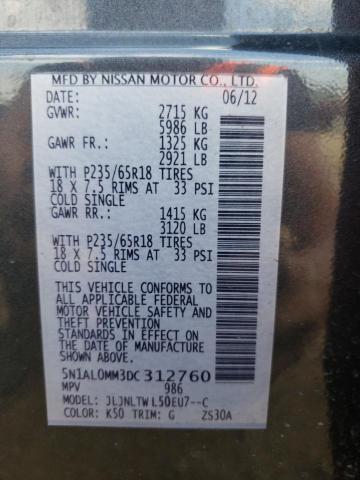 MFD BY NISSAN MOTOR CO., LTD.
DATE: 06/12
GVWR: 2715 KG
5986 LB
GAWR FR.: 1325 KG
2921 LB
WITH P235/65R18 TIRES
18 X 7.5 RIMS AT 33 PSI
COLD SINGLE
GAWR RR.: 1415 KG
3120 LB
WITH P235/65R18 TIRES
18 X 7.5 RIMS AT 33 PSI
COLD SINGLE
THIS VEHICLE CONFORMS TO
ALL APPLICABLE FEDERAL
MOTOR VEHICLE SAFETY AND
THEFT PREVENTION
STANDARDS IN EFFECT ON
THE DATE OF MANUFACTURE
SHOWN ABOVE.
5N1AL0MM3DC312760
MPV 986
MODEL: JLJNLTWL50EU7--C
COLOR: K50 TRIM: G ZS30A